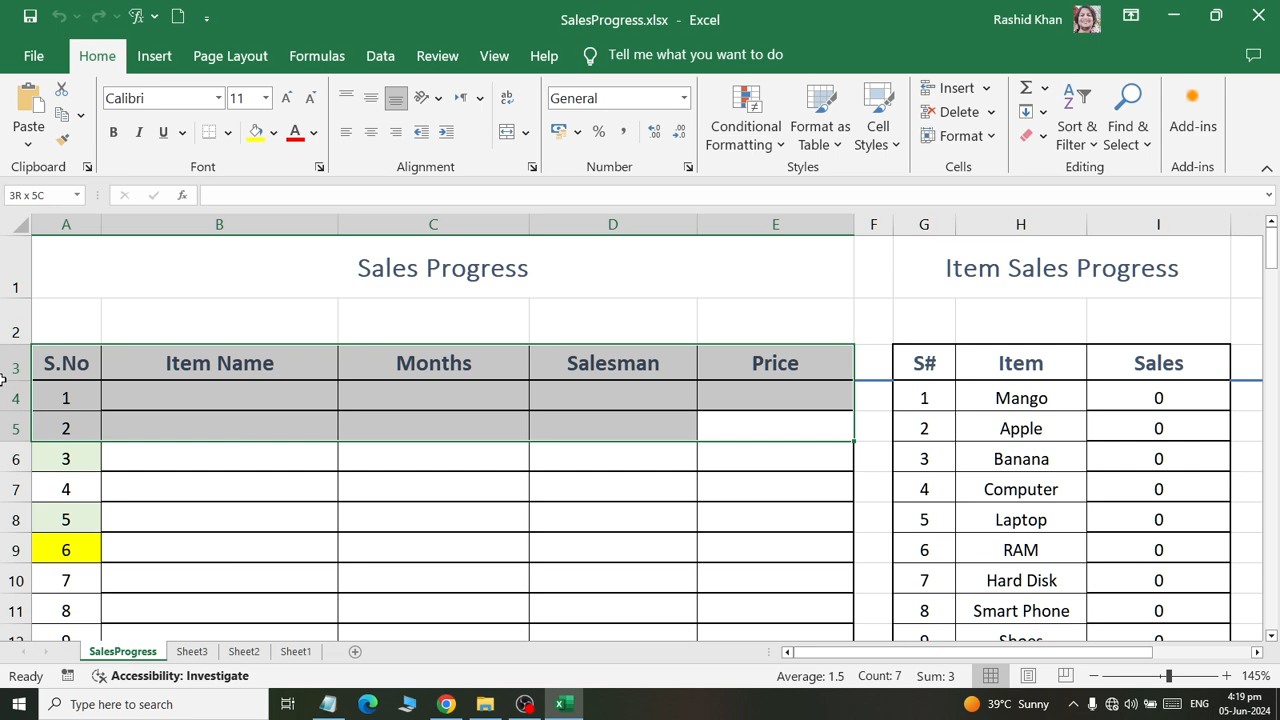 SalesProgress.xlsx - Excel
Rashid Khan
File Home Insert Page Layout Formulas Data Review View Help Tell me what you want to do
Paste
Calibri 11
B I U
ab
General
Conditional Formatting
Format as Table
Cell Styles
Insert
Delete
Format
Sort & Filter
Find & Select
Add-ins
Clipboard Font Alignment Number Styles Cells Editing Add-ins
3R x 5C fx
A B C D E F G H I
1 Sales Progress Item Sales Progress
2
3 S.No Item Name Months Salesman Price S# Item Sales
4 1 1 Mango 0
5 2 2 Apple 0
6 3 3 Banana 0
7 4 4 Computer 0
8 5 5 Laptop 0
9 6 6 RAM 0
10 7 7 Hard Disk 0
11 8 8 Smart Phone 0
12 9 9 Shoes 0
SalesProgress Sheet3 Sheet2 Sheet1
Ready Accessibility: Investigate Average: 1.5 Count: 7 Sum: 3 145%
Type here to search 39°C Sunny ENG 4:19 pm
05-Jun-2024